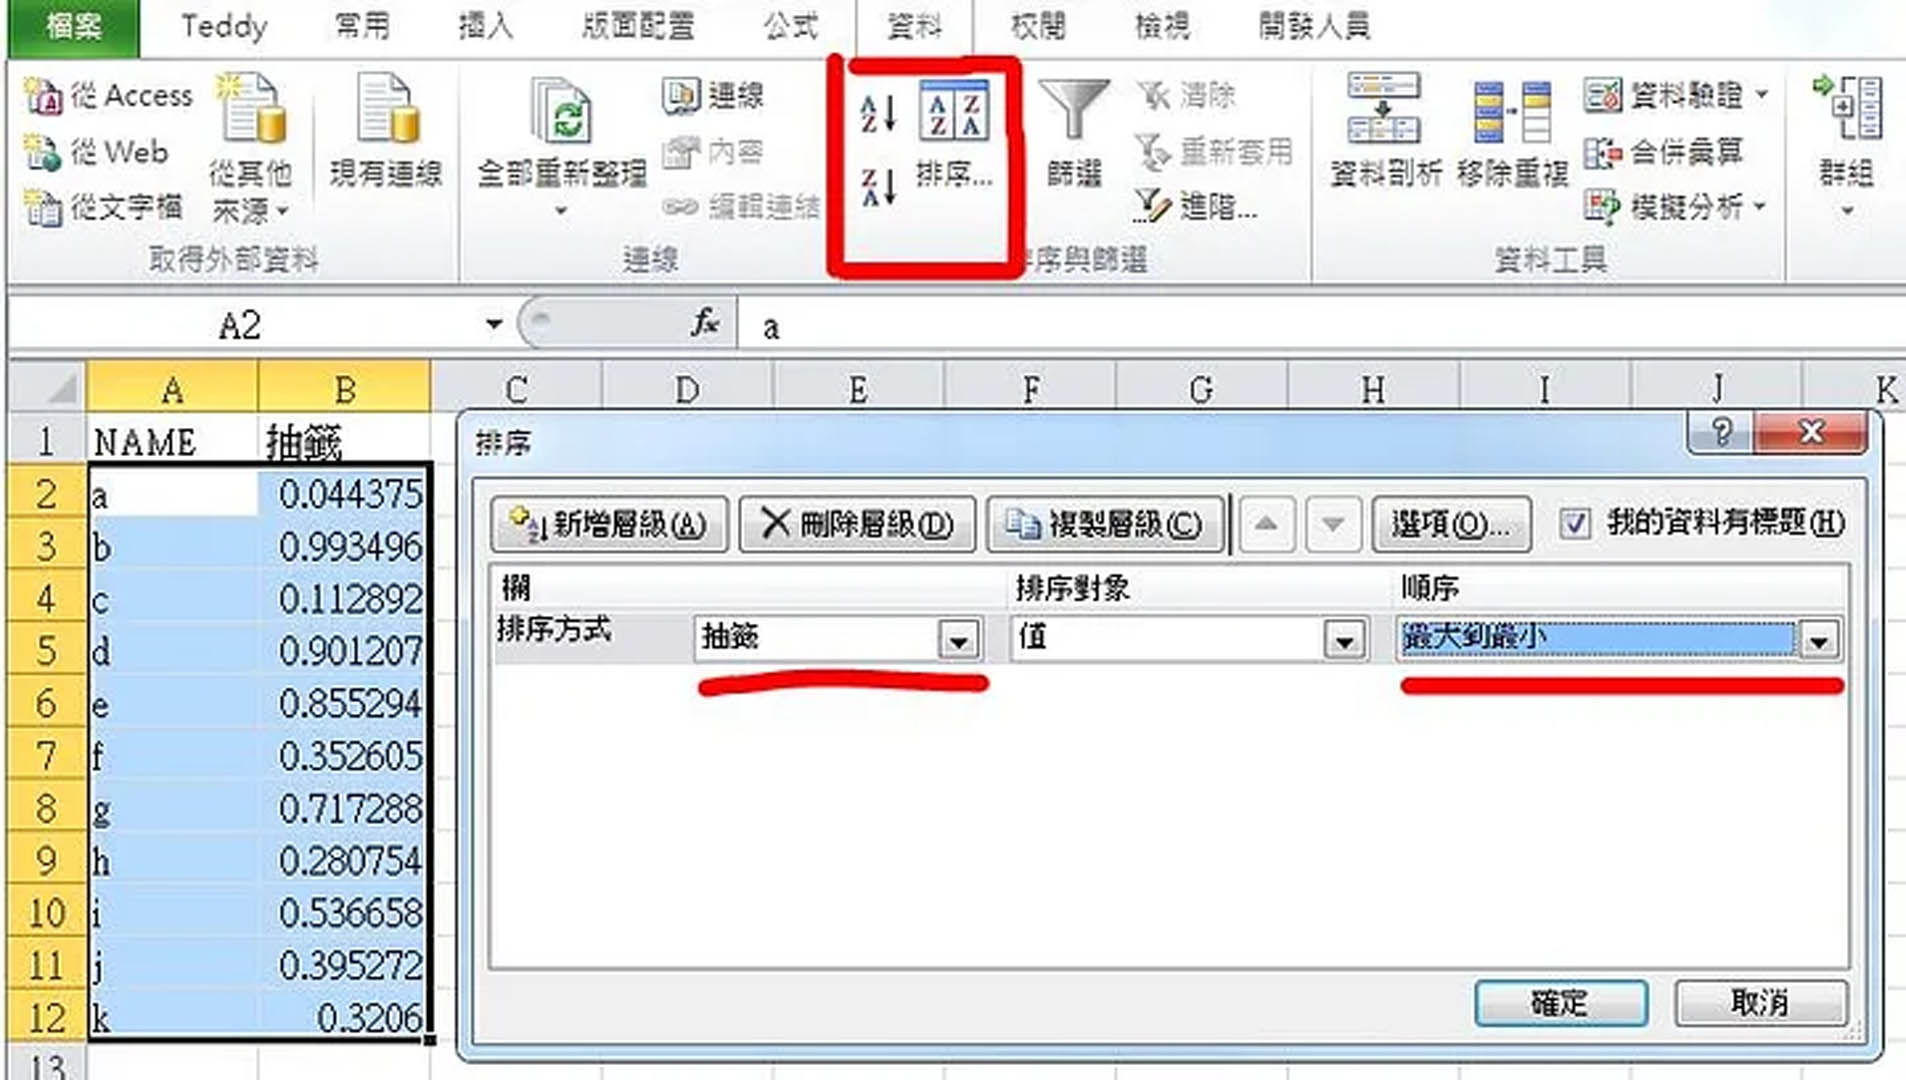 檔案 Teddy 常用 插入 版面配置 公式 資料 校閱 檢視 開發人員
從 Access
從 Web
從文字檔
從其他
來源
現有連線
取得外部資料
全部重新整理
連線
內容
編輯連結
連線
排序...
篩選
清除
重新套用
進階...
序與篩選
資料剖析
移除重複
資料驗證
合併彙算
模擬分析
資料工具
群組
A2 fx a
A B C D E F G H I J K
1 NAME 抽籤
2 a 0.044375
3 b 0.993496
4 c 0.112892
5 d 0.901207
6 e 0.855294
7 f 0.352605
8 g 0.717288
9 h 0.280754
10 i 0.536658
11 j 0.395272
12 k 0.3206
13
排序
新增層級(A) 刪除層級(D) 複製層級(C) 選項(O)... 我的資料有標題(H)
欄 排序對象 順序
排序方式 抽籤 值 最大到最小
確定 取消